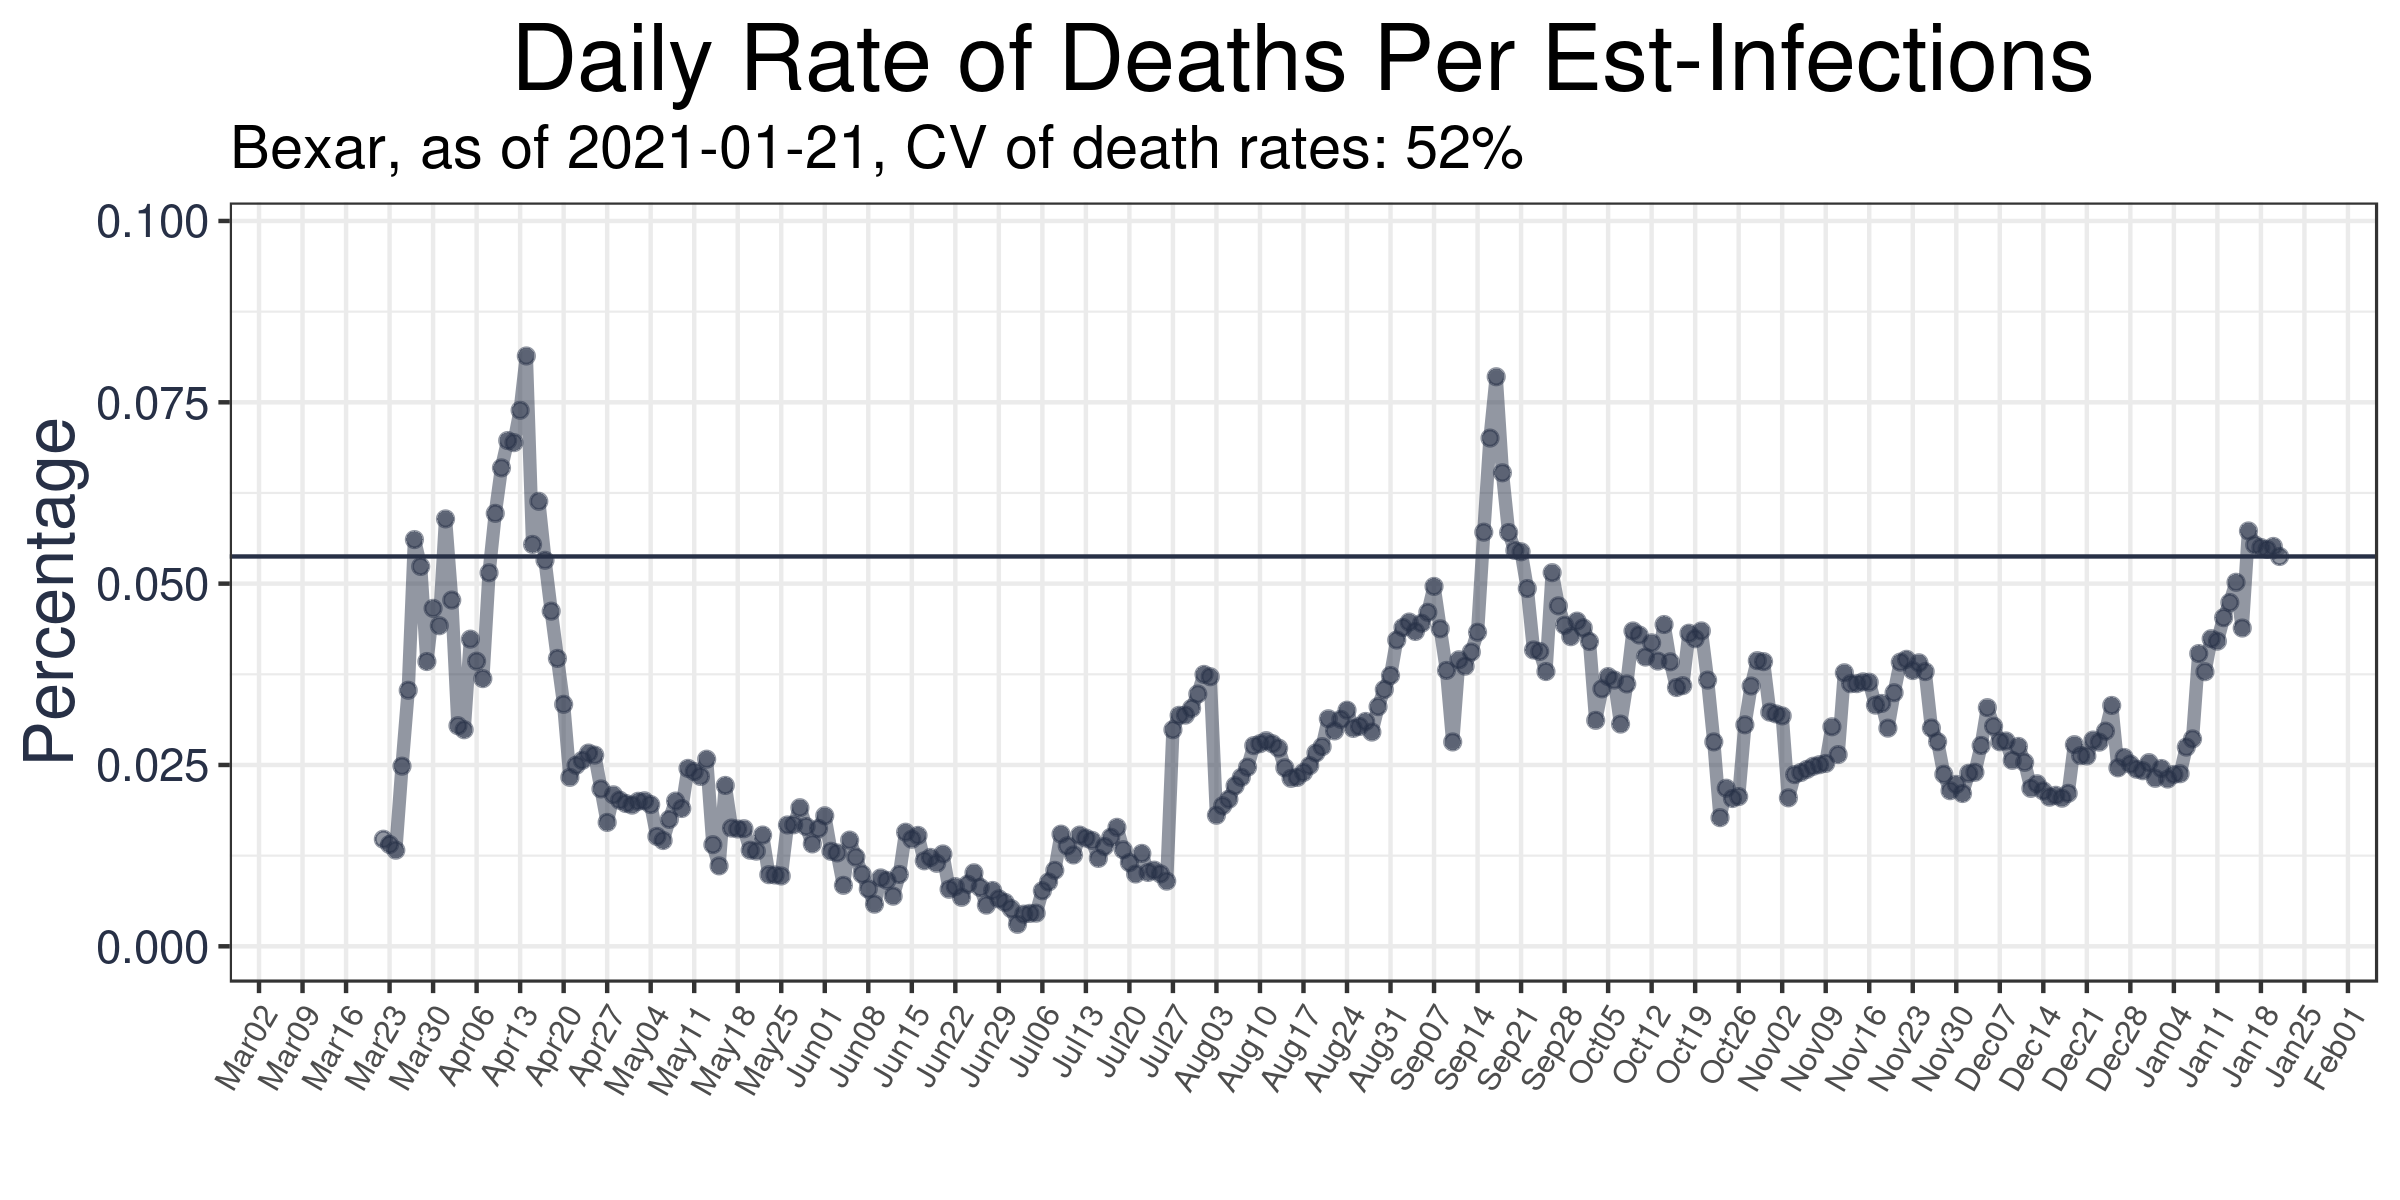 Daily Rate of Deaths Per Est-Infections
Bexar, as of 2021-01-21, CV of death rates: 52%
Percentage
0.100
0.075
0.050
0.025
0.000
Mar02
Mar09
Mar16
Mar23
Mar30
Apr06
Apr13
Apr20
Apr27
May04
May11
May18
May25
Jun01
Jun08
Jun15
Jun22
Jun29
Jul06
Jul13
Jul20
Jul27
Aug03
Aug10
Aug17
Aug24
Aug31
Sep07
Sep14
Sep21
Sep28
Oct05
Oct12
Oct19
Oct26
Nov02
Nov09
Nov16
Nov23
Nov30
Dec07
Dec14
Dec21
Dec28
Jan04
Jan11
Jan18
Jan25
Feb01